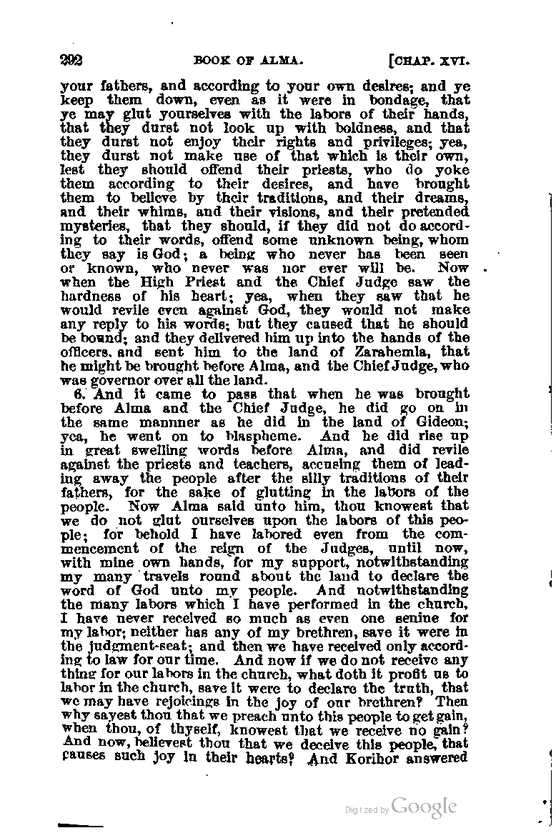 292 BOOK OF ALMA. [CHAP. XVI.
your fathers, and according to your own desires; and ye
keep them down, even as it were in bondage, that
ye may glut yourselves with the labors of their hands,
that they durst not look up with boldness, and that
they durst not enjoy their rights and privileges; yea,
they durst not make use of that which is their own,
lest they should offend their priests, who do yoke
them according to their desires, and have brought
them to believe by their traditions, and their dreams,
and their whims, and their visions, and their pretended
mysteries, that they should, if they did not do accord-
ing to their words, offend some unknown being, whom
they say is God; a being who never has been seen
or known, who never was nor ever will be. Now
when the High Priest and the Chief Judge saw the
hardness of his heart; yea, when they saw that he
would revile even against God, they would not make
any reply to his words; but they caused that he should
be bound; and they delivered him up into the hands of the
officers, and sent him to the land of Zarahemla, that
he might be brought before Alma, and the Chief Judge, who
was governor over all the land.
6. And it came to pass that when he was brought
before Alma and the Chief Judge, he did go on in
the same mannner as he did in the land of Gideon;
yea, he went on to blaspheme. And he did rise up
in great swelling words before Alma, and did revile
against the priests and teachers, accusing them of lead-
ing away the people after the silly traditions of their
fathers, for the sake of glutting in the labors of the
people. Now Alma said unto him, thou knowest that
we do not glut ourselves upon the labors of this peo-
ple; for behold I have labored even from the com-
mencement of the reign of the Judges, until now,
with mine own hands, for my support, notwithstanding
my many travels round about the land to declare the
word of God unto my people. And notwithstanding
the many labors which I have performed in the church,
I have never received so much as even one senine for
my labor; neither has any of my brethren, save it were in
the judgment-seat; and then we have received only accord-
ing to law for our time. And now if we do not receive any
thing for our labors in the church, what doth it profit us to
labor in the church, save it were to declare the truth, that
we may have rejoicings in the joy of our brethren? Then
why sayest thou that we preach unto this people to get gain,
when thou, of thyself, knowest that we receive no gain?
And now, believest thou that we deceive this people, that
causes such joy in their hearts? And Korihor answered
Digitized by Google